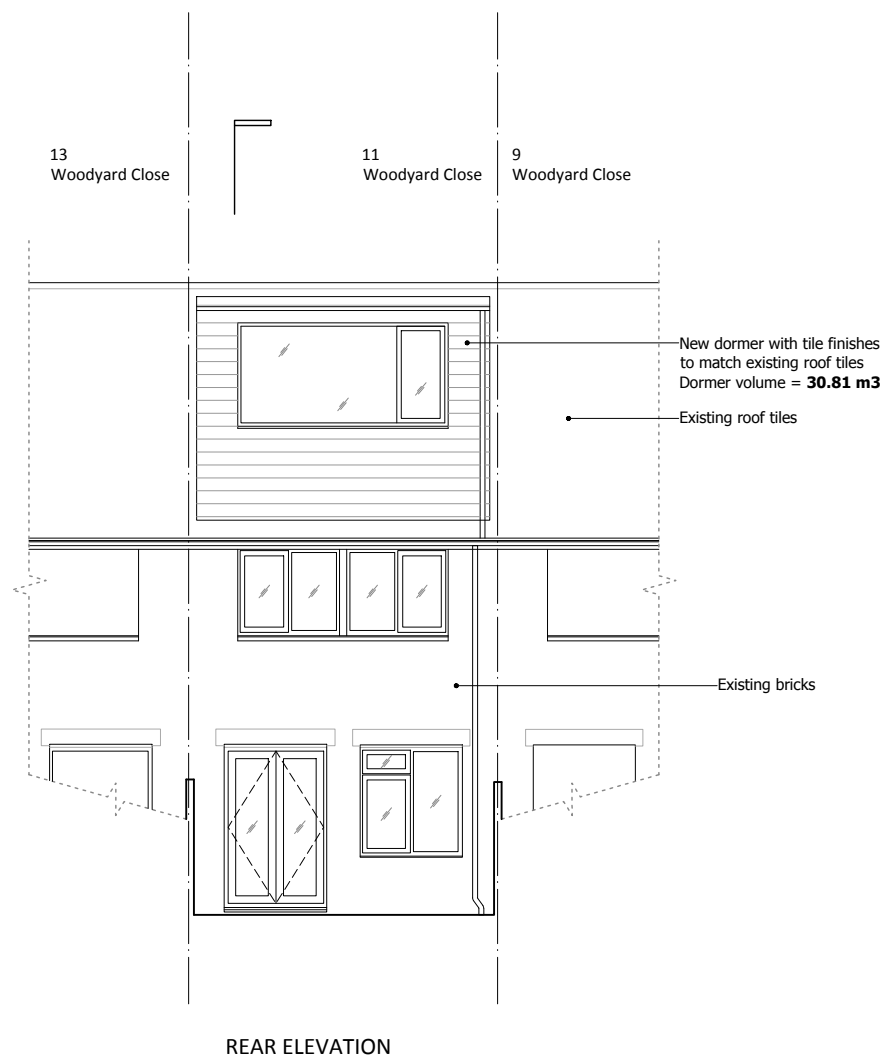 13
Woodyard Close
11
Woodyard Close
9
Woodyard Close
New dormer with tile finishes
to match existing roof tiles
Dormer volume = 30.81 m3
Existing roof tiles
Existing bricks
REAR ELEVATION